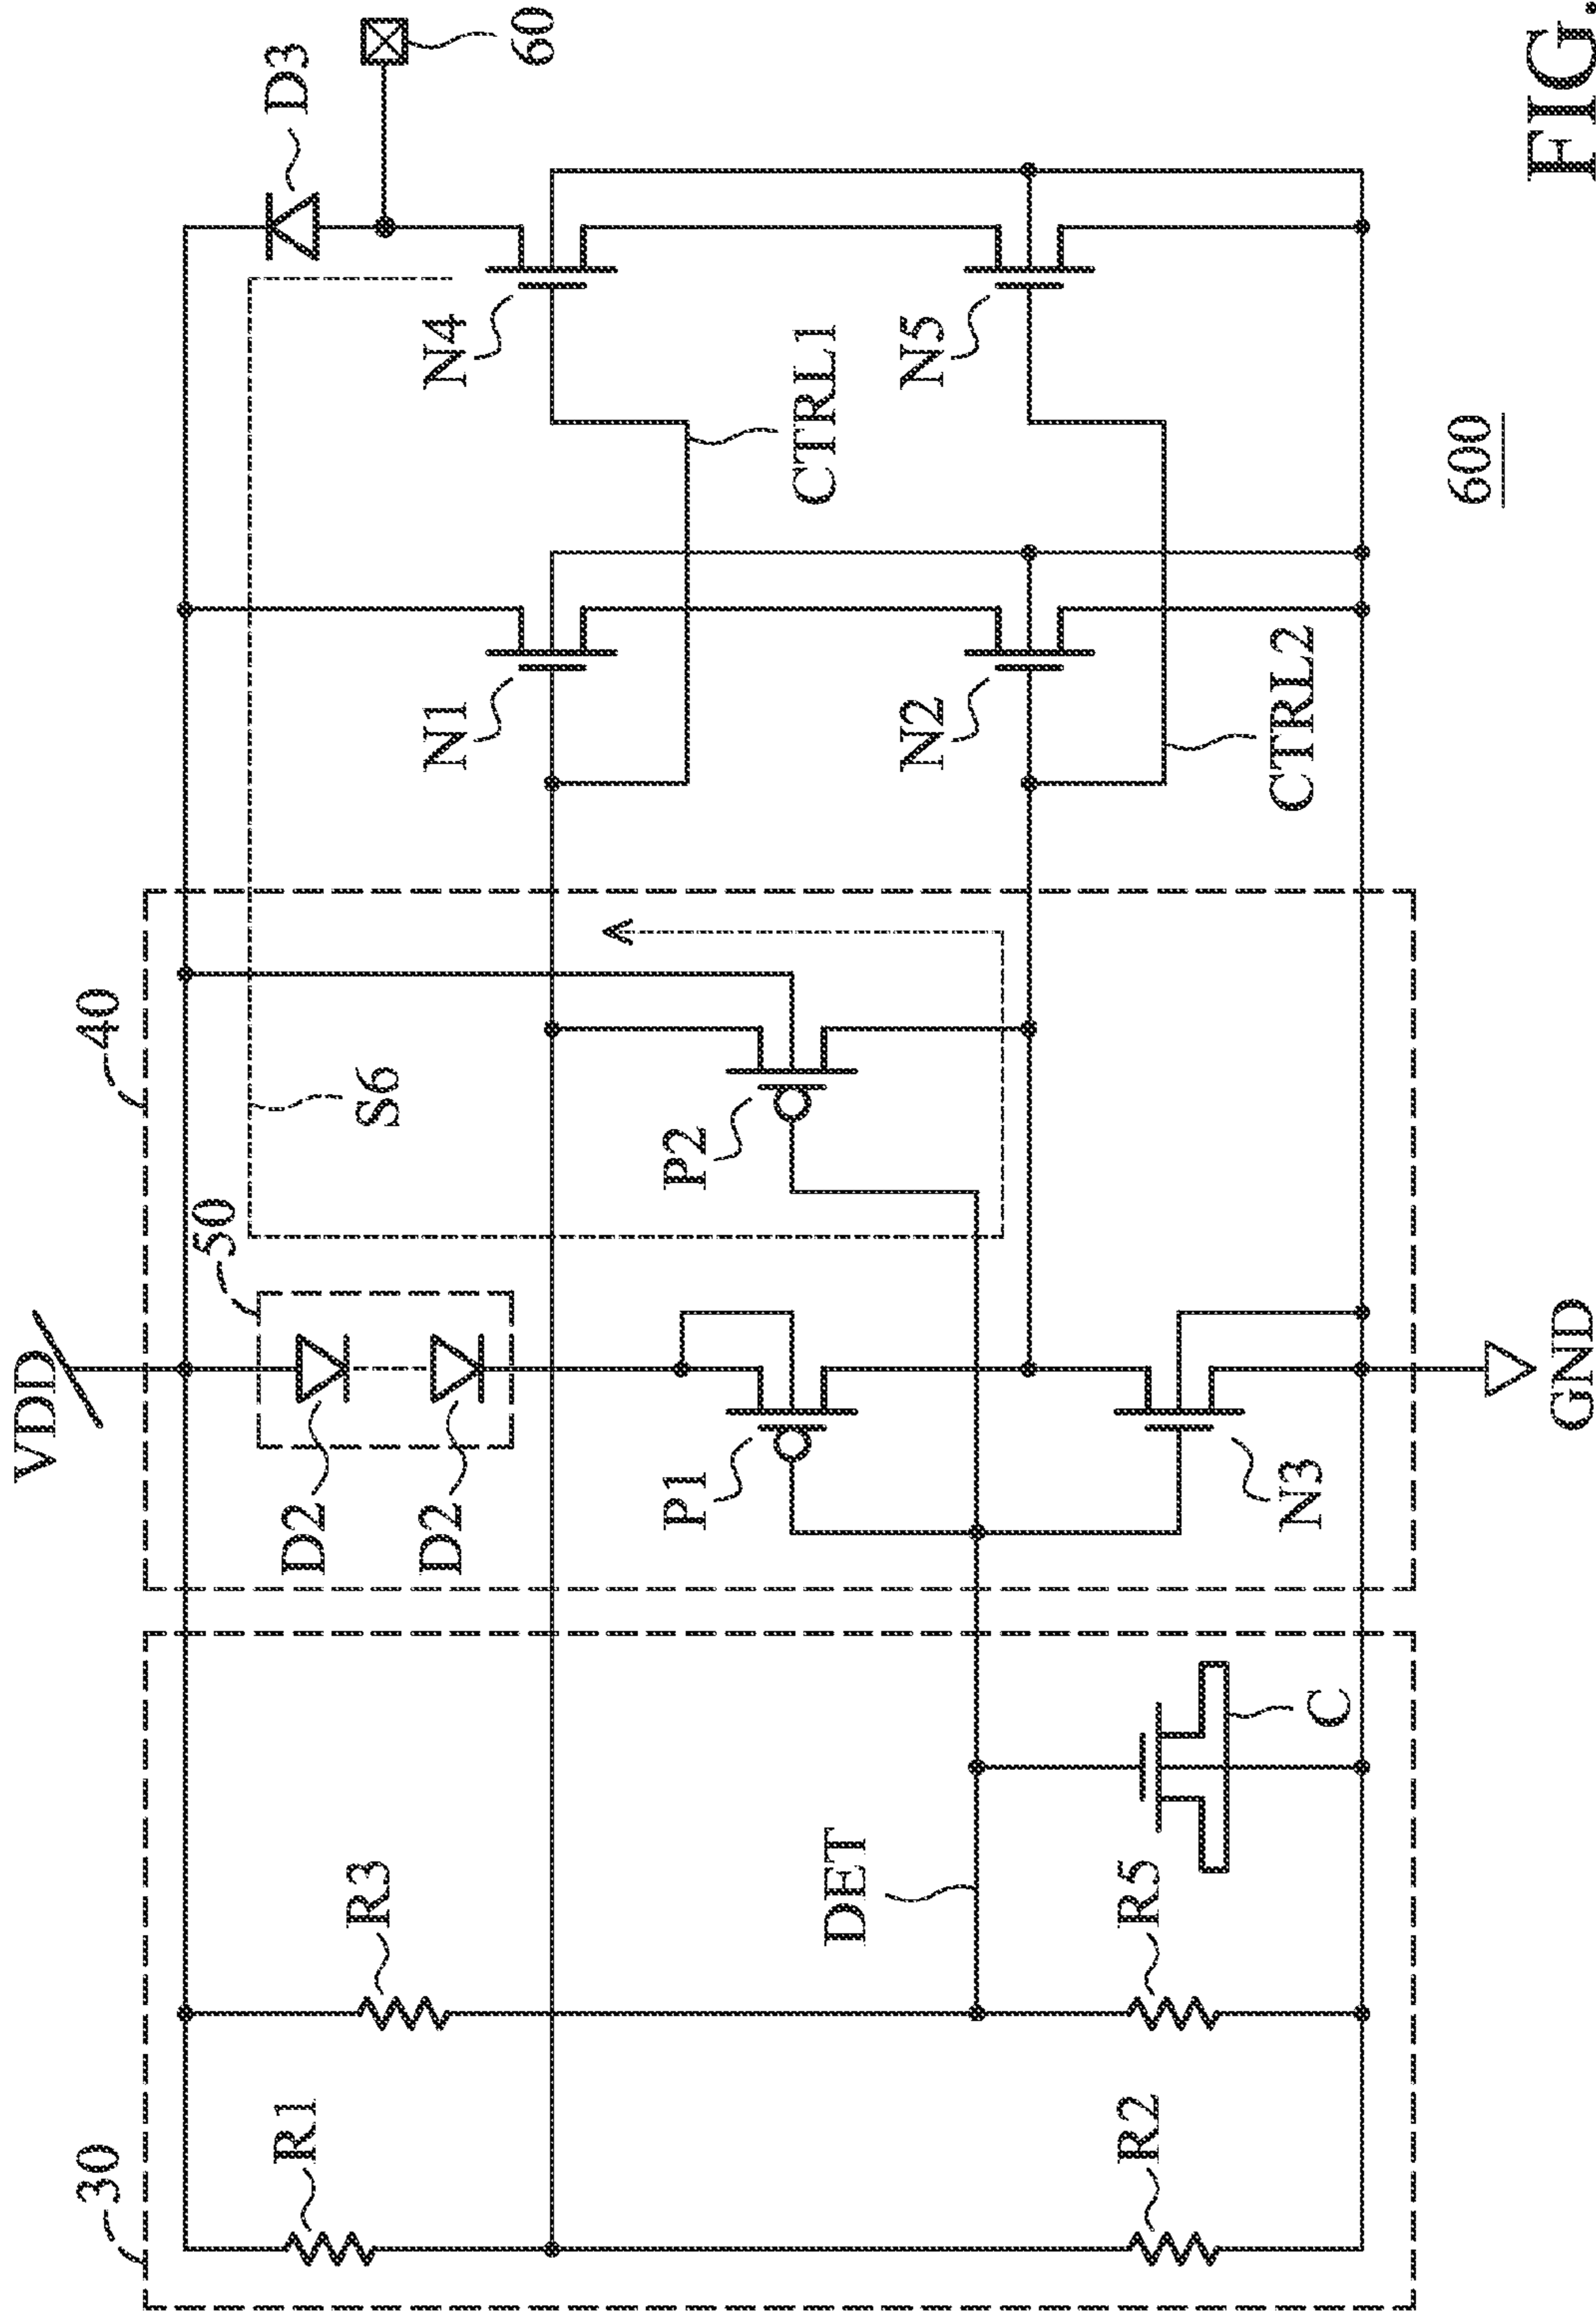 VDD
30
40
50
60
R1
R3
D2
D2
S6
D3
N1
N4
P1
P2
CTRL1
DET
N2
N5
R2
R5
C
N3
CTRL2
GND
600
FIG.